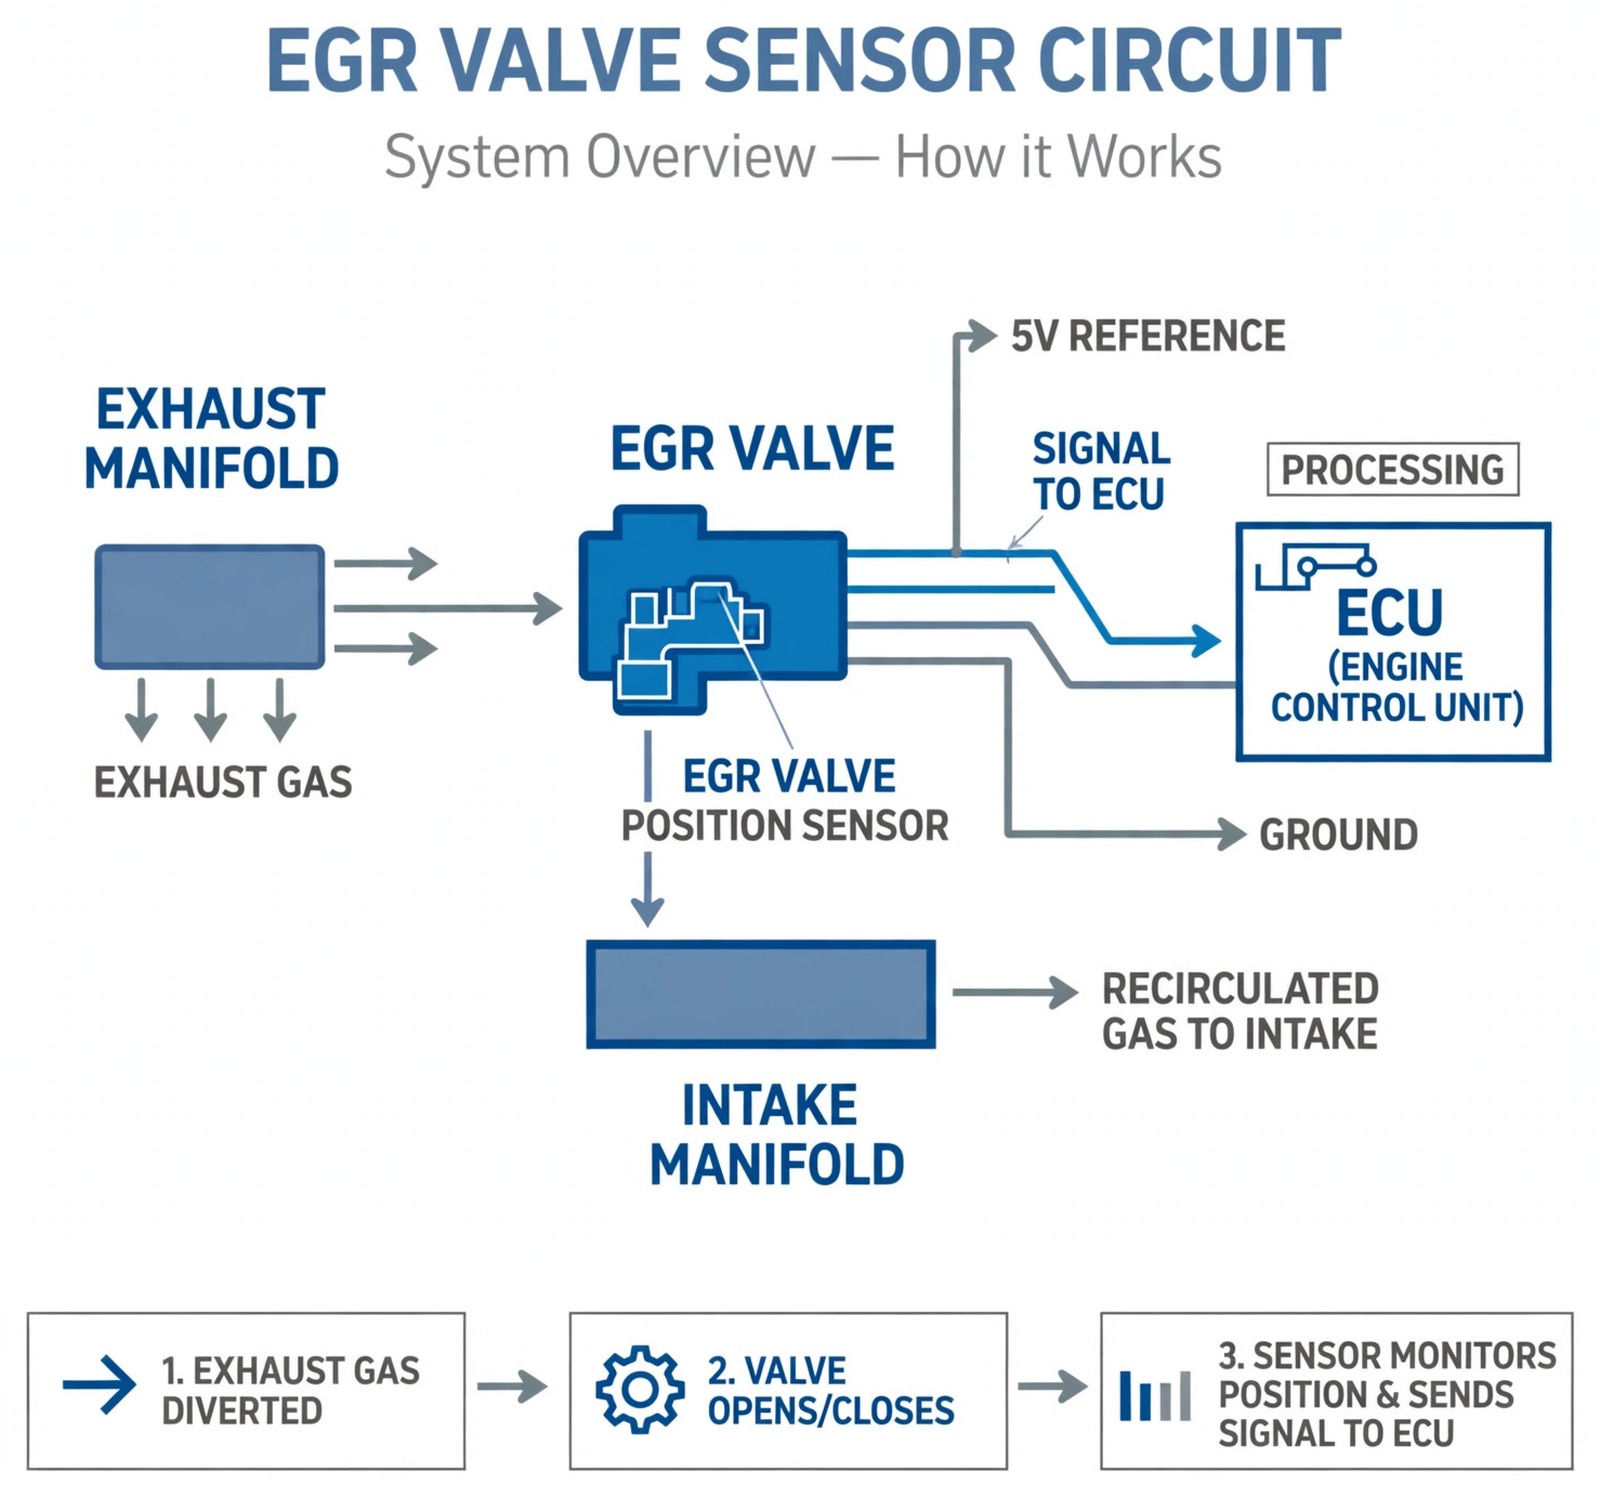 EGR VALVE SENSOR CIRCUIT
System Overview — How it Works
5V REFERENCE
EXHAUST
MANIFOLD
EGR VALVE
SIGNAL
TO ECU
PROCESSING
ECU
(ENGINE
CONTROL UNIT)
EXHAUST GAS
EGR VALVE
POSITION SENSOR
GROUND
RECIRCULATED
GAS TO INTAKE
INTAKE
MANIFOLD
1. EXHAUST GAS
DIVERTED
2. VALVE
OPENS/CLOSES
3. SENSOR MONITORS
POSITION & SENDS
SIGNAL TO ECU